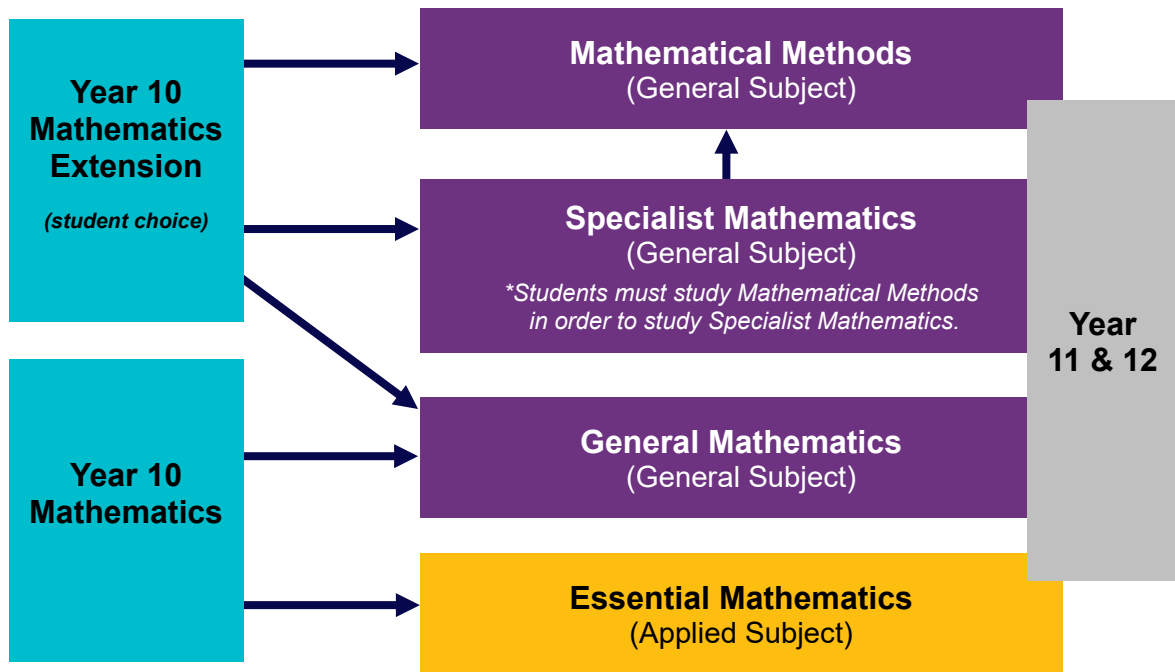 Year 10
Mathematics
Extension
(student choice)
Mathematical Methods
(General Subject)
Specialist Mathematics
(General Subject)
*Students must study Mathematical Methods
in order to study Specialist Mathematics.
Year 10
Mathematics
General Mathematics
(General Subject)
Essential Mathematics
(Applied Subject)
Year
11 & 12